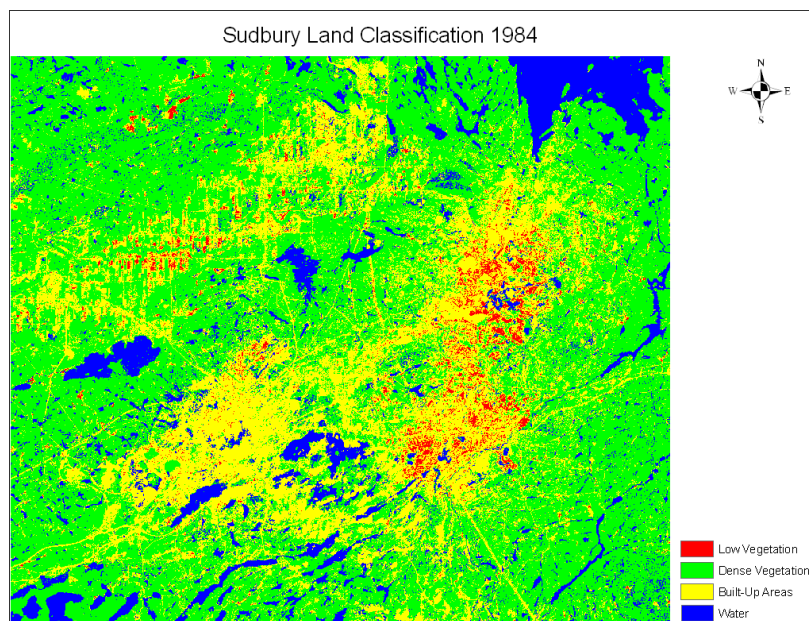 Sudbury Land Classification 1984
N
W E
S
Low Vegetation
Dense Vegetation
Built-Up Areas
Water